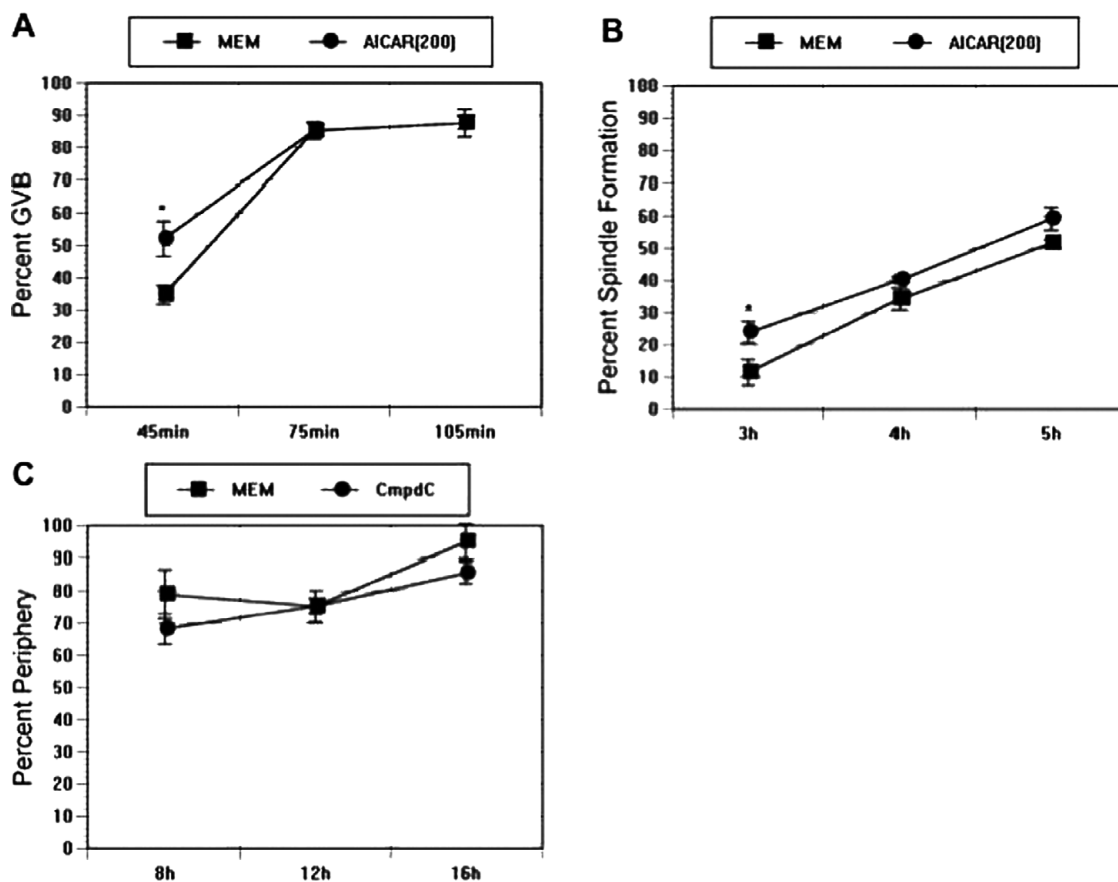 A
MEM AICAR(200)
Percent GVB
100
90
80
70
60
50
40
30
20
10
0
*
45min 75min 105min
B
MEM AICAR(200)
Percent Spindle Formation
100
90
80
70
60
50
40
30
20
10
0
*
3h 4h 5h
C
MEM CmpdC
Percent Periphery
100
90
80
70
60
50
40
30
20
10
0
8h 12h 16h